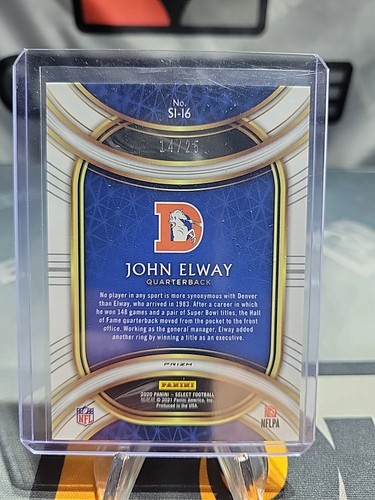 No.
SI-16
14/25
D
JOHN ELWAY
QUARTERBACK
No player in any sport is more synonymous with Denver
than Elway, who arrived in 1983. After a career in which
he won 148 games and a pair of Super Bowl titles, the Hall
of Fame quarterback moved from the pocket to the front
office. Working as the general manager, Elway added
another ring by winning a title as an executive.
PRIZM
PANINI
2020 PANINI – SELECT FOOTBALL
© 2021 Panini America, Inc.
Produced in the USA.
NFL
NFLPA